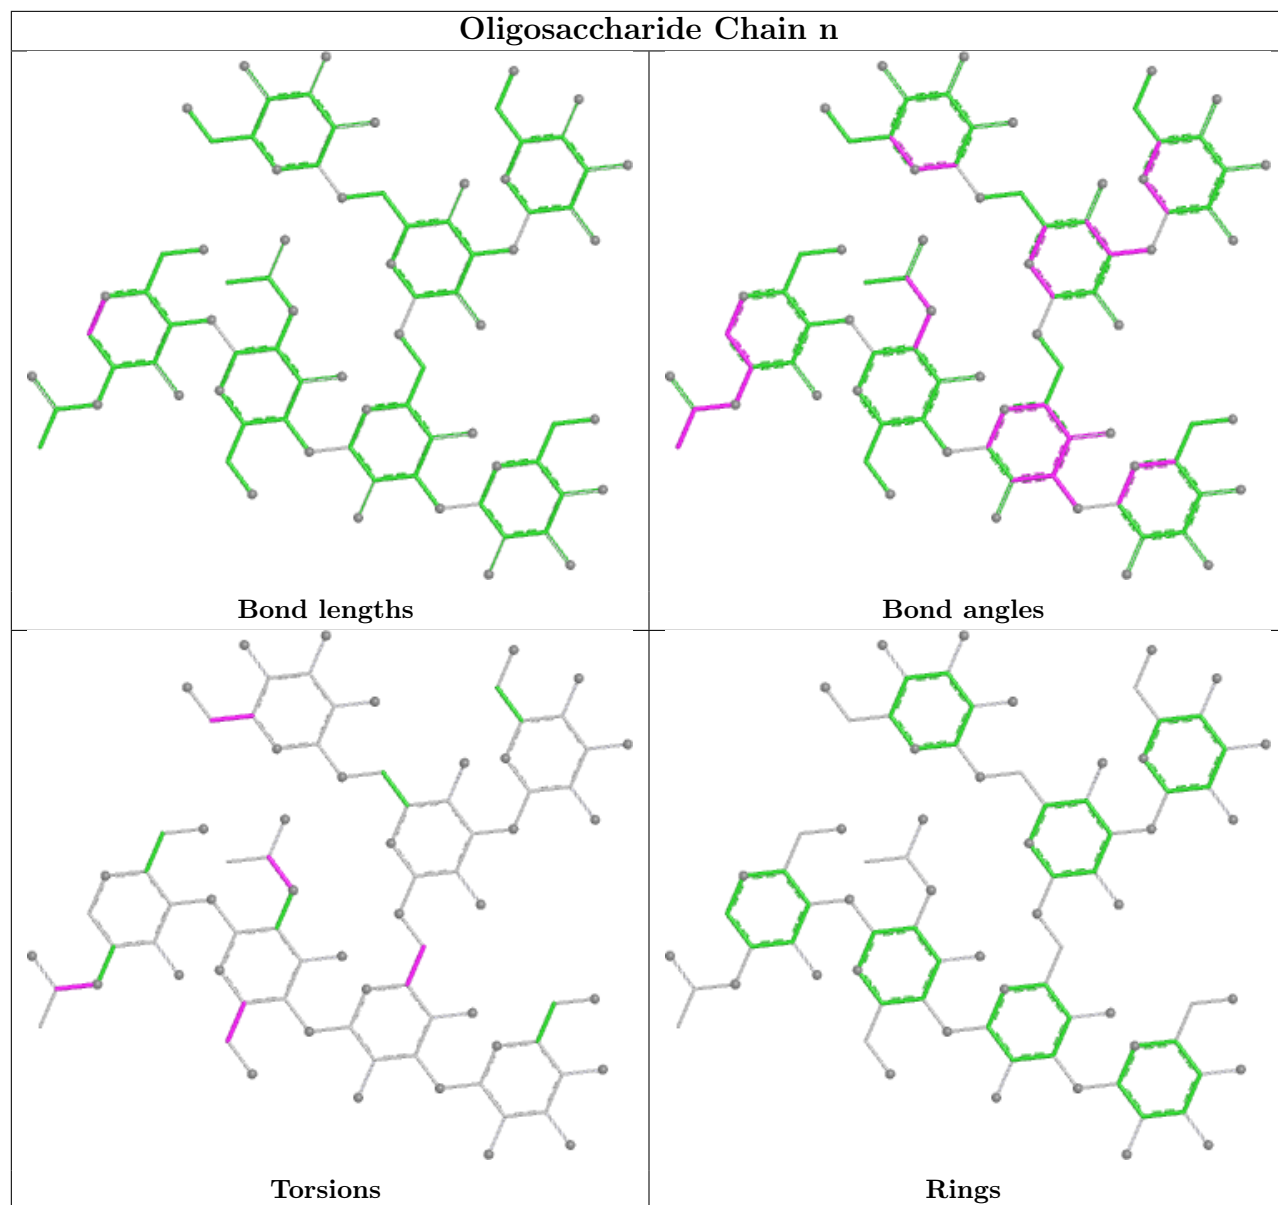 Oligosaccharide Chain n
Bond lengths
Bond angles
Torsions
Rings